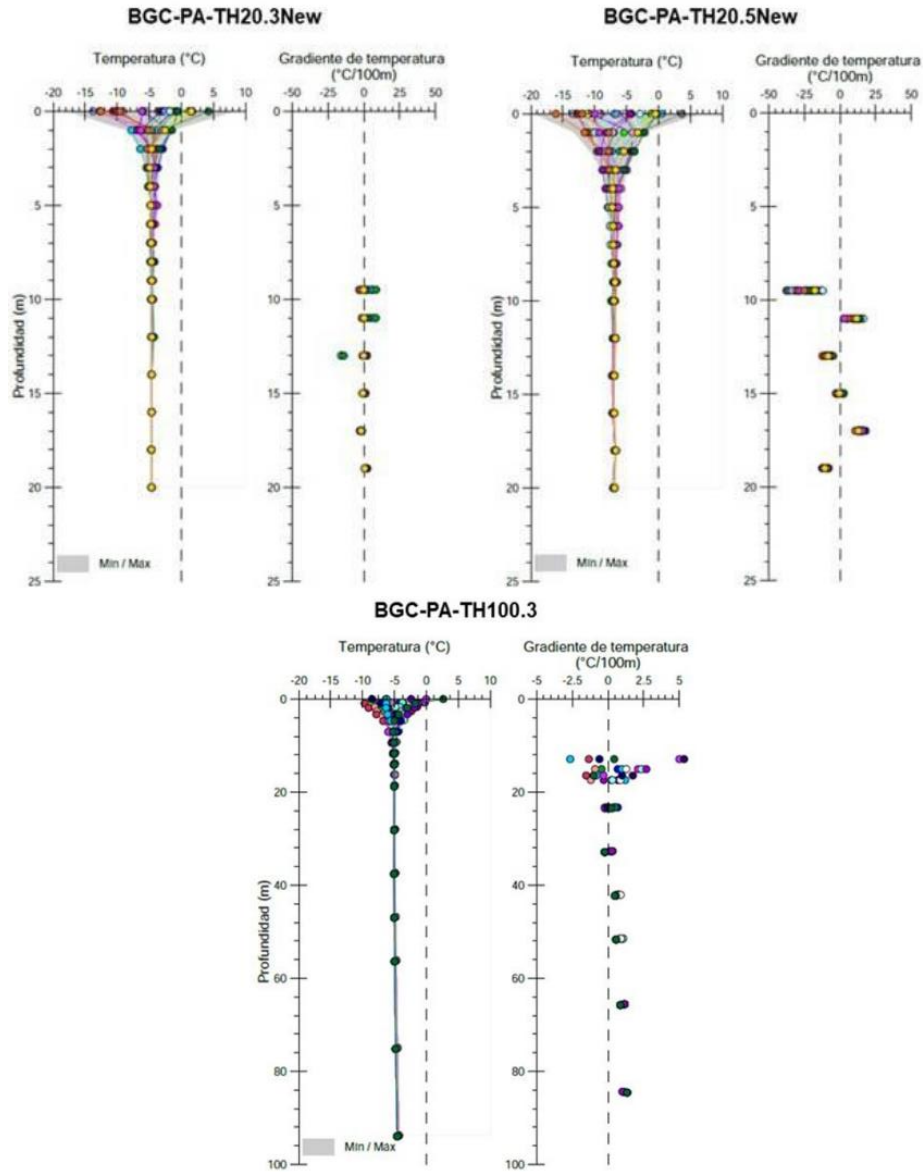 BGC-PA-TH20.3New
BGC-PA-TH20.5New
Temperatura (°C)
Gradiente de temperatura
(°C/100m)
-20 -15 -10 -5 0 5 10
-50 -25 0 25 50
Profundidad (m)
0
5
10
15
20
25
Min / Máx
Temperatura (°C)
Gradiente de temperatura
(°C/100m)
-20 -15 -10 -5 0 5 10
-50 -25 0 25 50
Profundidad (m)
0
5
10
15
20
25
Min / Máx
BGC-PA-TH100.3
Temperatura (°C)
Gradiente de temperatura
(°C/100m)
-20 -15 -10 -5 0 5 10
-5 -2.5 0 2.5 5
Profundidad (m)
0
20
40
60
80
100
Min / Máx